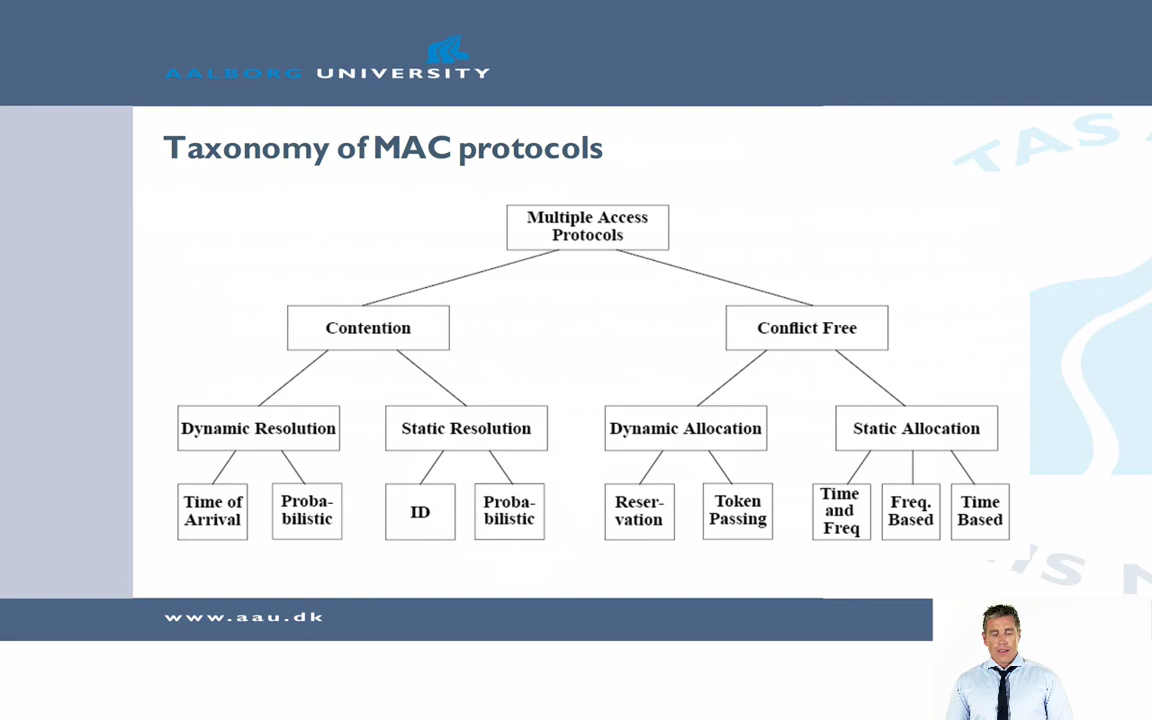 AALBORG UNIVERSITY
Taxonomy of MAC protocols
TAS
Multiple Access
Protocols
Contention
Conflict Free
Dynamic Resolution
Static Resolution
Dynamic Allocation
Static Allocation
Time of
Arrival
Proba-
bilistic
ID
Proba-
bilistic
Reser-
vation
Token
Passing
Time
and
Freq
Freq.
Based
Time
Based
www.aau.dk